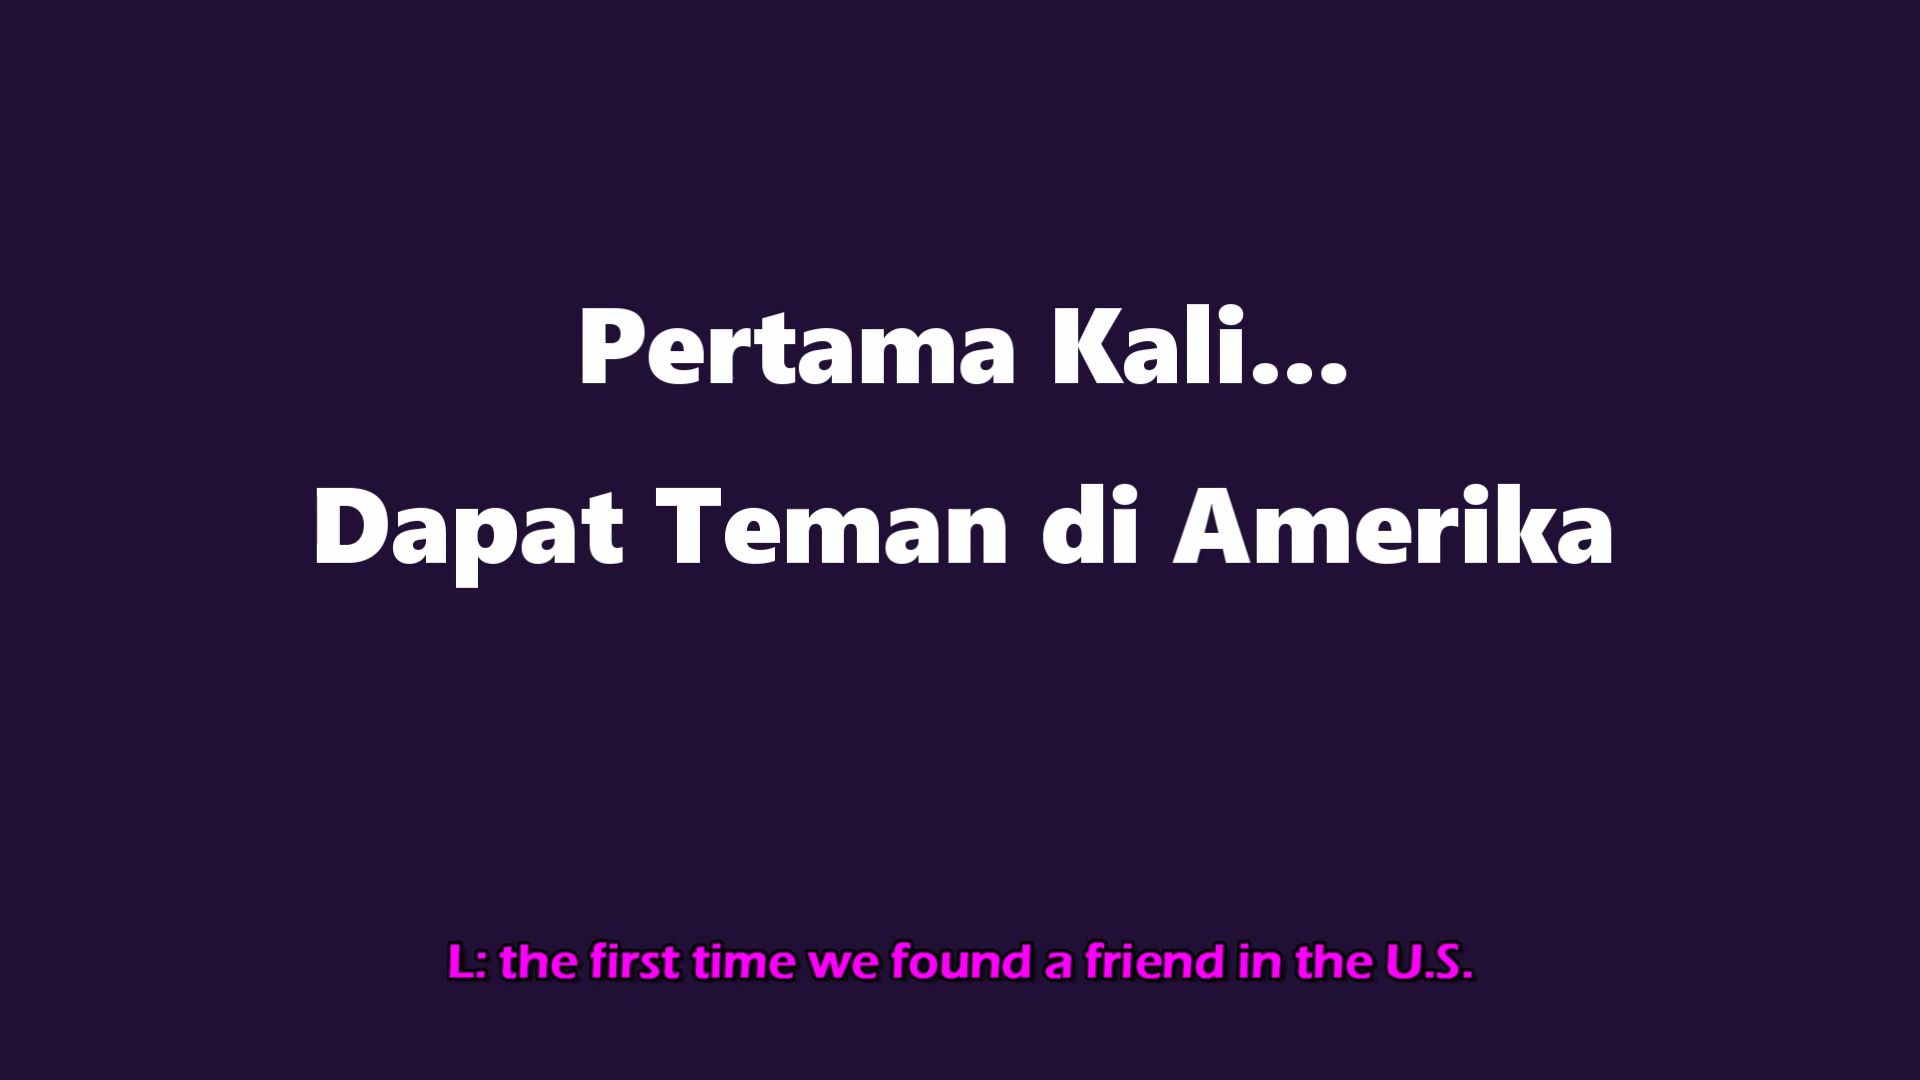 Pertama Kali...
Dapat Teman di Amerika
L: the first time we found a friend in the U.S.